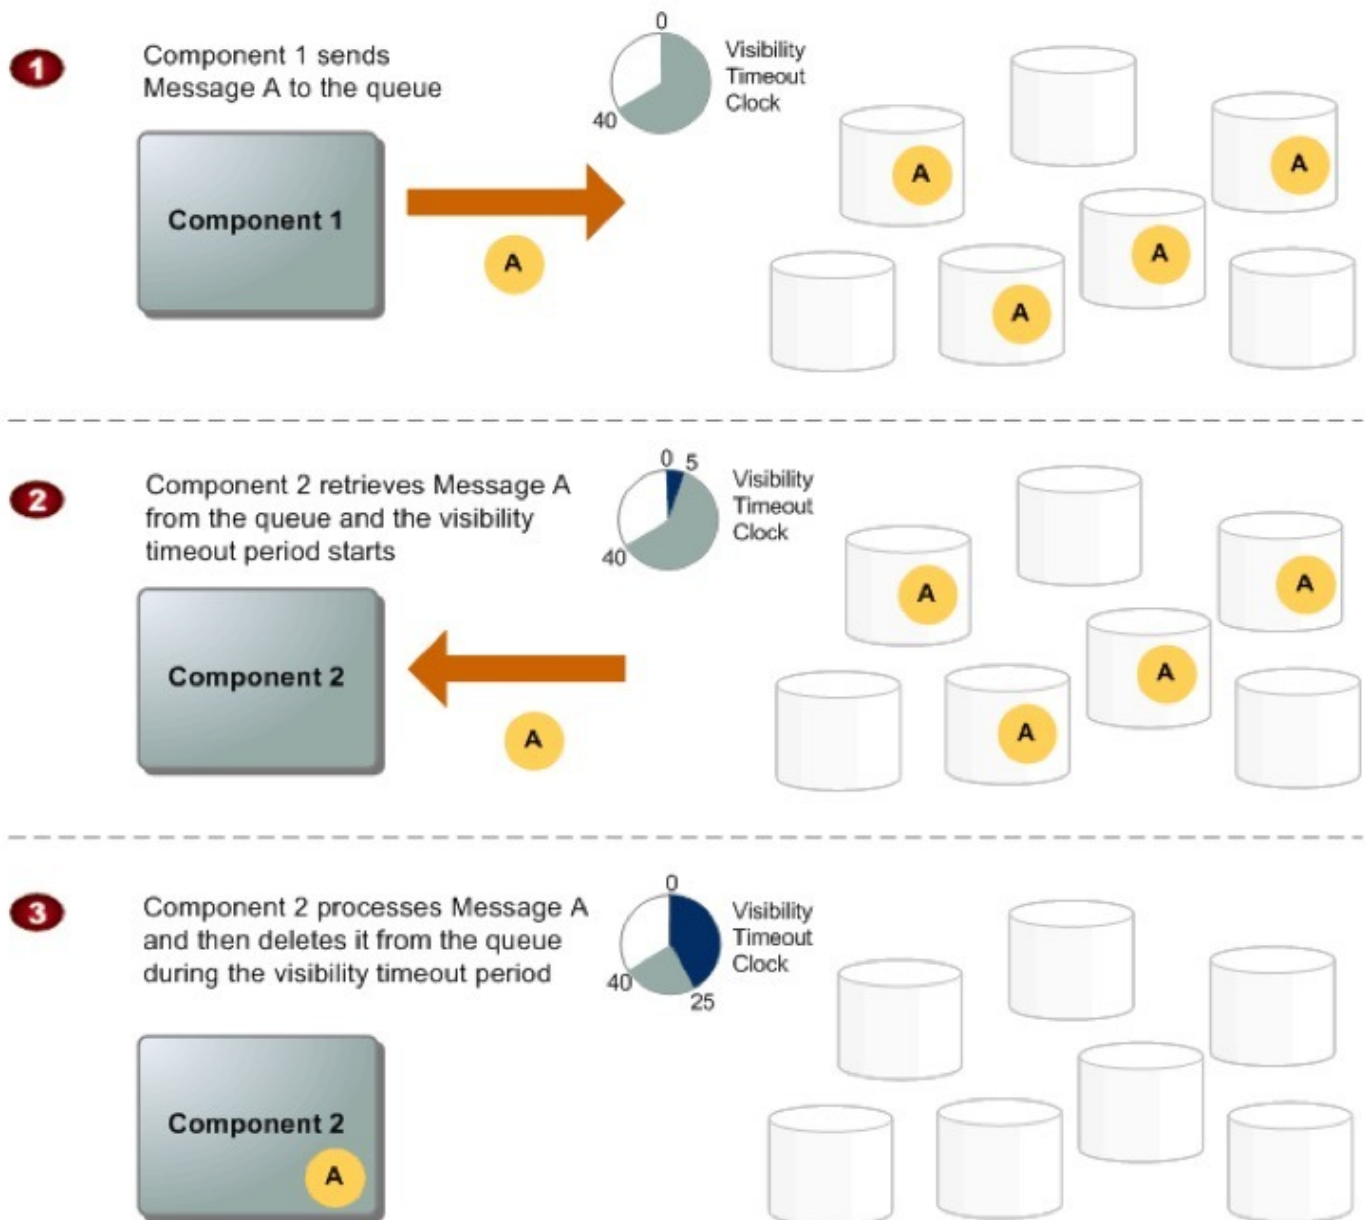 1
Component 1 sends
Message A to the queue
0
40
Visibility
Timeout
Clock
Component 1
A
A
A
A
A
2
Component 2 retrieves Message A
from the queue and the visibility
timeout period starts
0 5
40
Visibility
Timeout
Clock
Component 2
A
A
A
A
A
3
Component 2 processes Message A
and then deletes it from the queue
during the visibility timeout period
0
40
25
Visibility
Timeout
Clock
Component 2
A